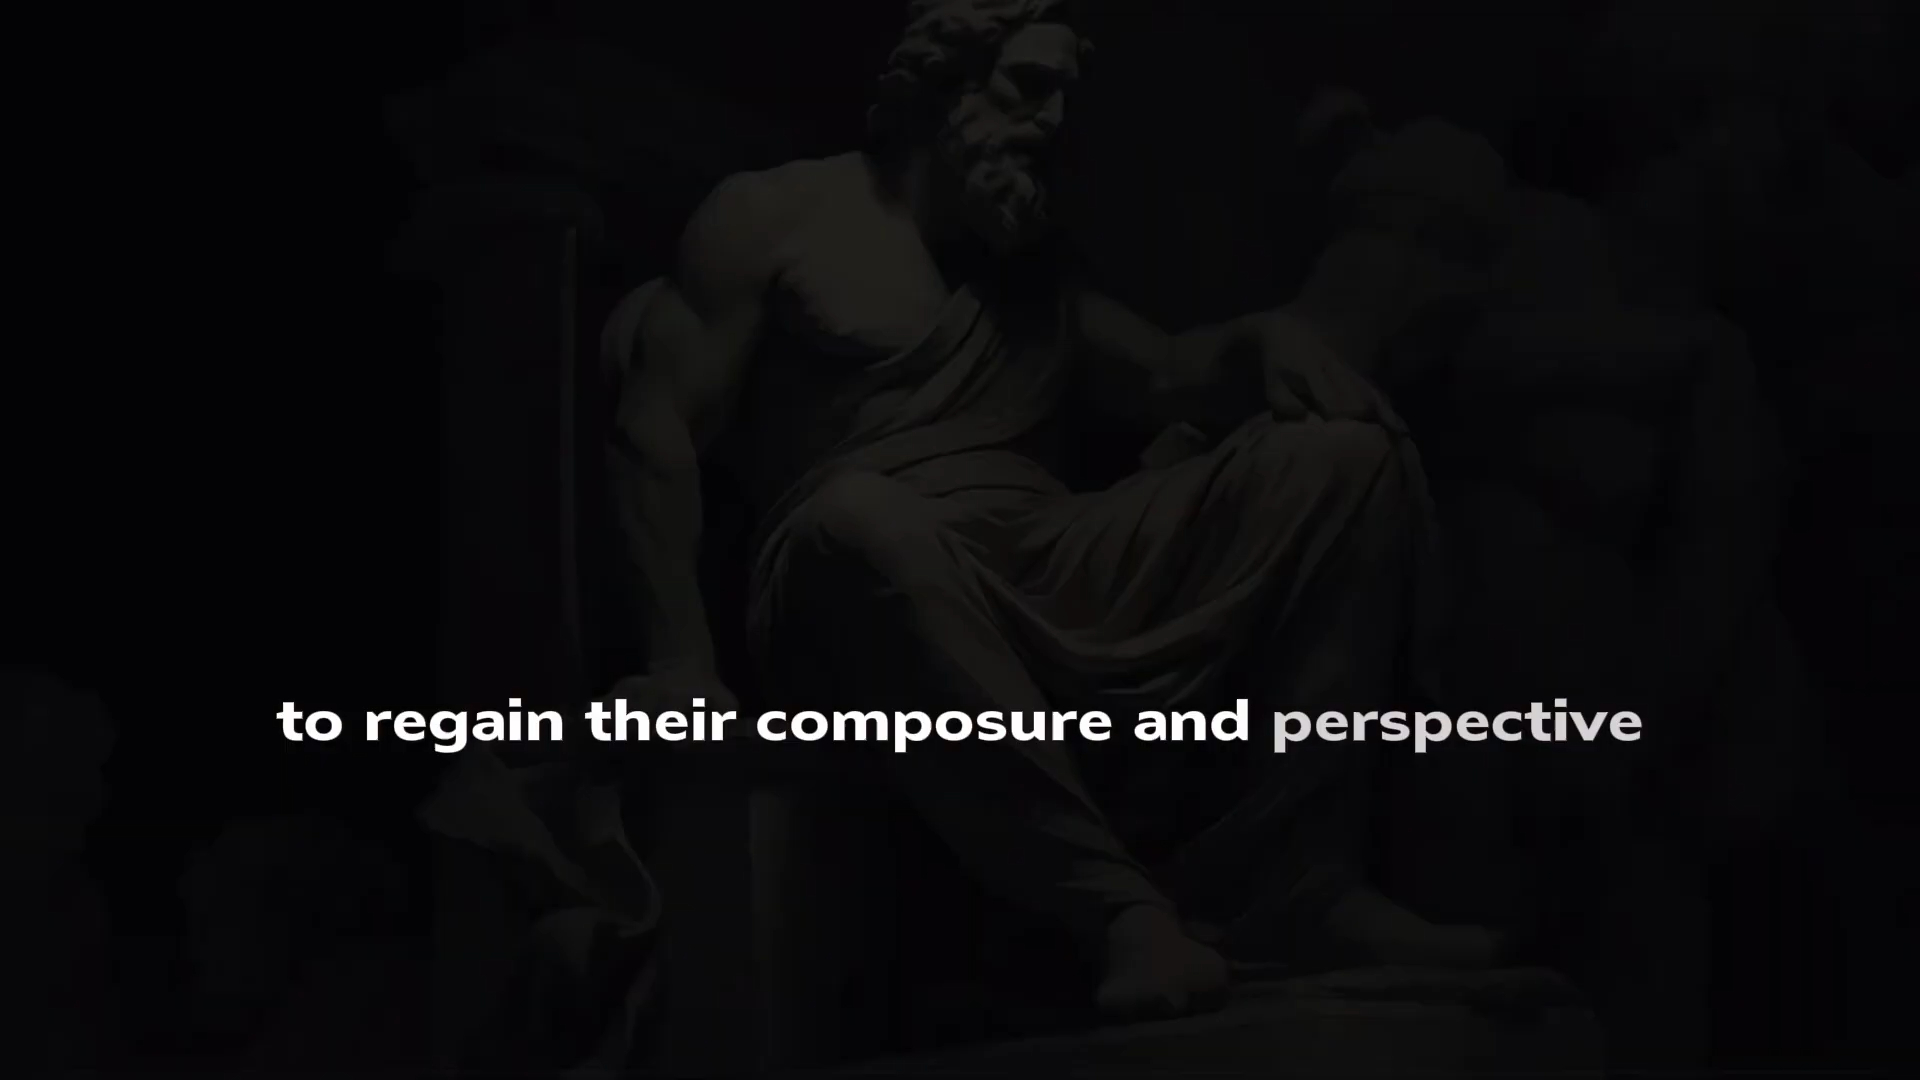 to regain their composure and perspective